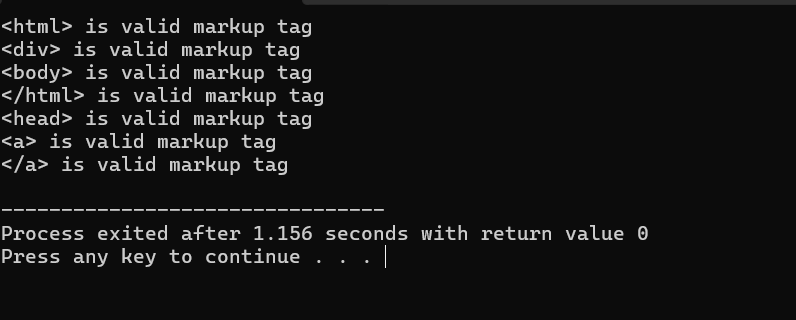 <html> is valid markup tag
<div> is valid markup tag
<body> is valid markup tag
</html> is valid markup tag
<head> is valid markup tag
<a> is valid markup tag
</a> is valid markup tag
--------------------------------
Process exited after 1.156 seconds with return value 0
Press any key to continue . . .